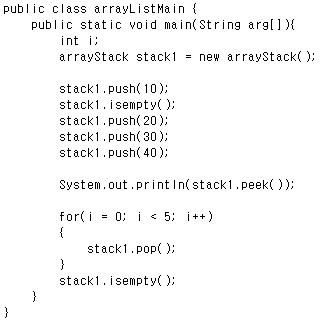 public class arrayListMain {
    public static void main(String arg[]){
        int i;
        arrayStack stack1 = new arrayStack();

        stack1.push(10);
        stack1.isempty();
        stack1.push(20);
        stack1.push(30);
        stack1.push(40);

        System.out.println(stack1.peek());

        for(i = 0; i < 5; i++)
        {
            stack1.pop();
        }
        stack1.isempty();
    }
}